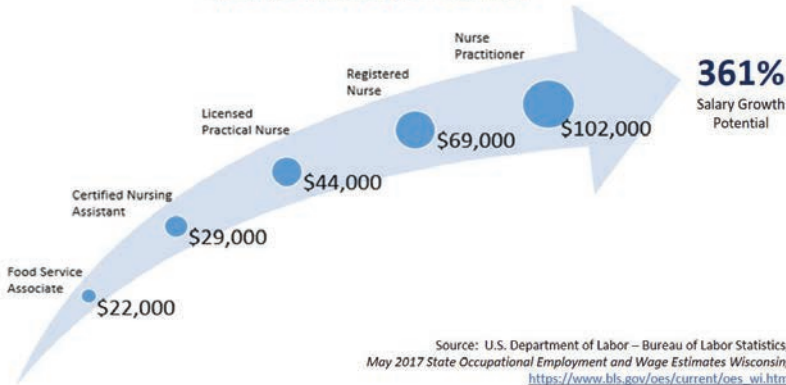 Nurse
Practitioner
361%
Salary Growth
Potential
Registered
Nurse
$102,000
Licensed
Practical Nurse
$69,000
$44,000
Certified Nursing
Assistant
$29,000
Food Service
Associate
$22,000
Source: U.S. Department of Labor – Bureau of Labor Statistics
May 2017 State Occupational Employment and Wage Estimates Wisconsin
https://www.bls.gov/oes/current/oes_wi.htm